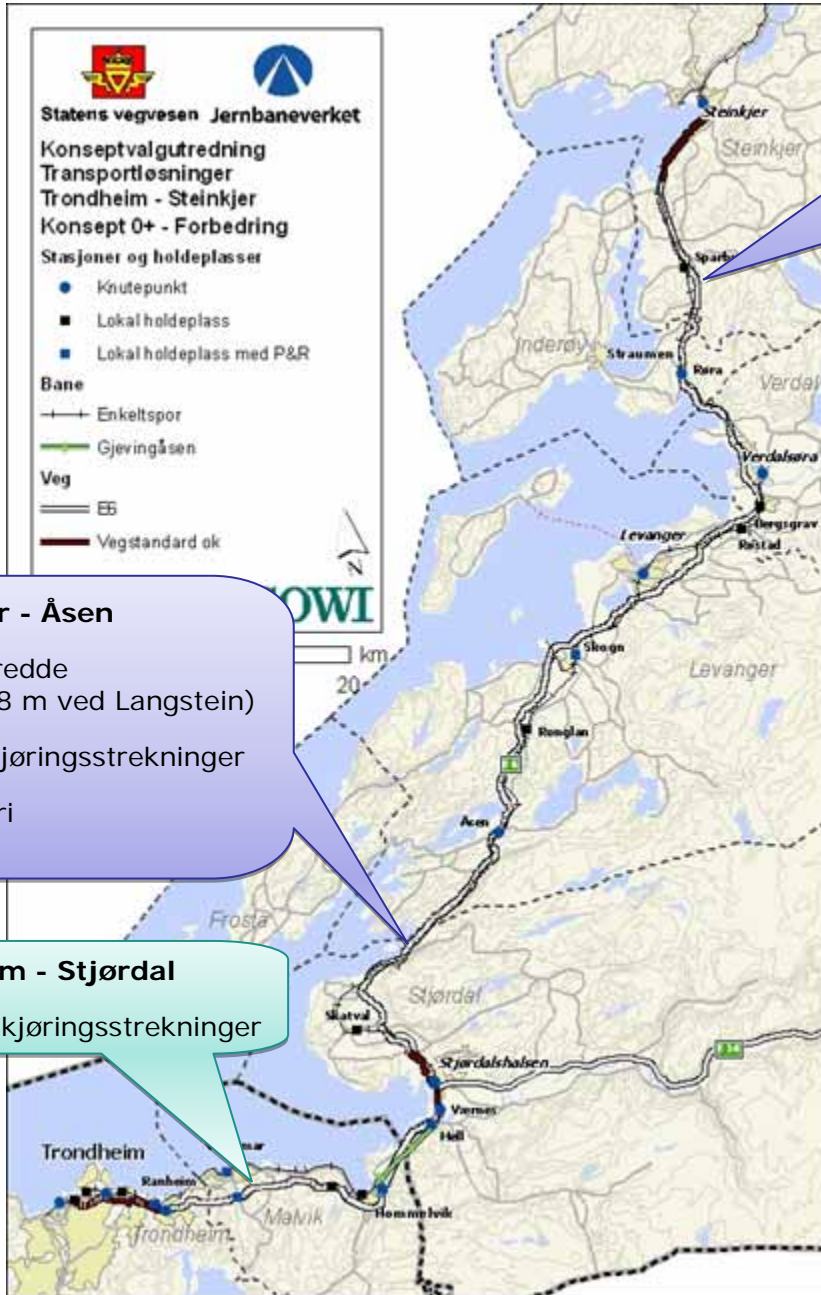 Statens vegvesen Jernbaneverket
Konseptvalgutredning
Transportløsninger
Trondheim - Steinkjer
Konsept 0+ - Forbedring
Stasjoner og holdeplasser
Knutepunkt
Lokal holdeplass
Lokal holdeplass med P&R
Bane
Enkeltspor
Gjevingåsen
Veg
E6
Vegstandard ok
N
OWI
km
20
Steinkjer
Steinkjer
Inderøy
Straumen
Røra
Verdal
Verdalsøra
Bergsgrav
Røstad
Levanger
Skogn
Levanger
Ronglan
Åsen
r - Åsen
redde
8 m ved Langstein)
jøringsstrekninger
ri
Frosta
m - Stjørdal
kjøringsstrekninger
Skatval
Stjørdal
Stjørdalshalsen
Værnes
Hell
Trondheim
Ranheim
mar
Hommelvik
Malvik
Trondheim